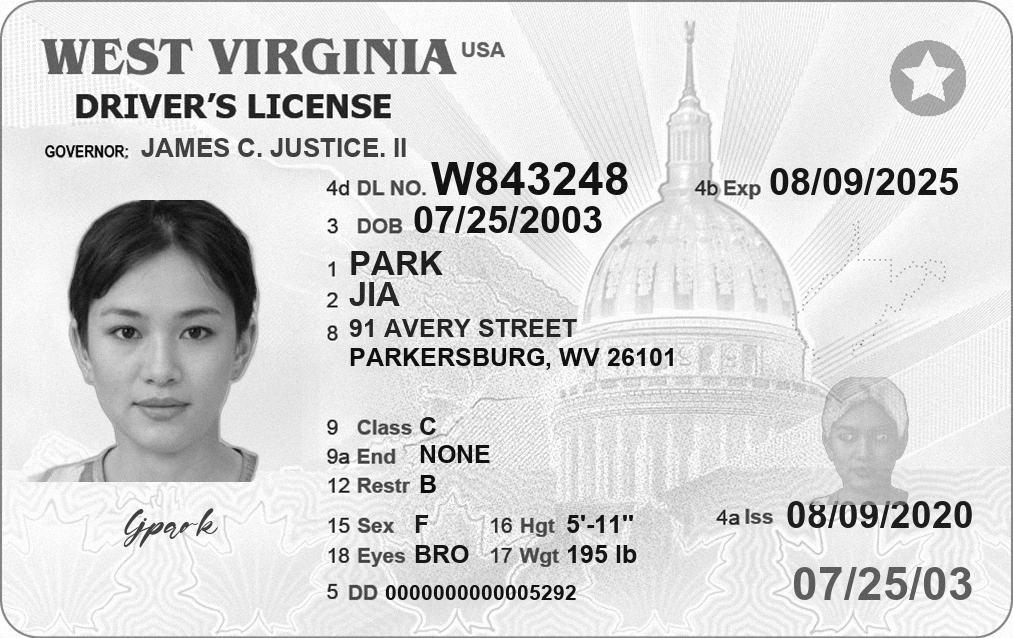 WEST VIRGINIA USA
DRIVER'S LICENSE
GOVERNOR: JAMES C. JUSTICE. II
4d DL NO. W843248 4b Exp 08/09/2025
3 DOB 07/25/2003
1 PARK
2 JIA
8 91 AVERY STREET
PARKERSBURG, WV 26101
9 Class C
9a End NONE
12 Restr B
15 Sex F 16 Hgt 5'-11"
4a Iss 08/09/2020
18 Eyes BRO 17 Wgt 195 lb
5 DD 0000000000005292
07/25/03
Gpark